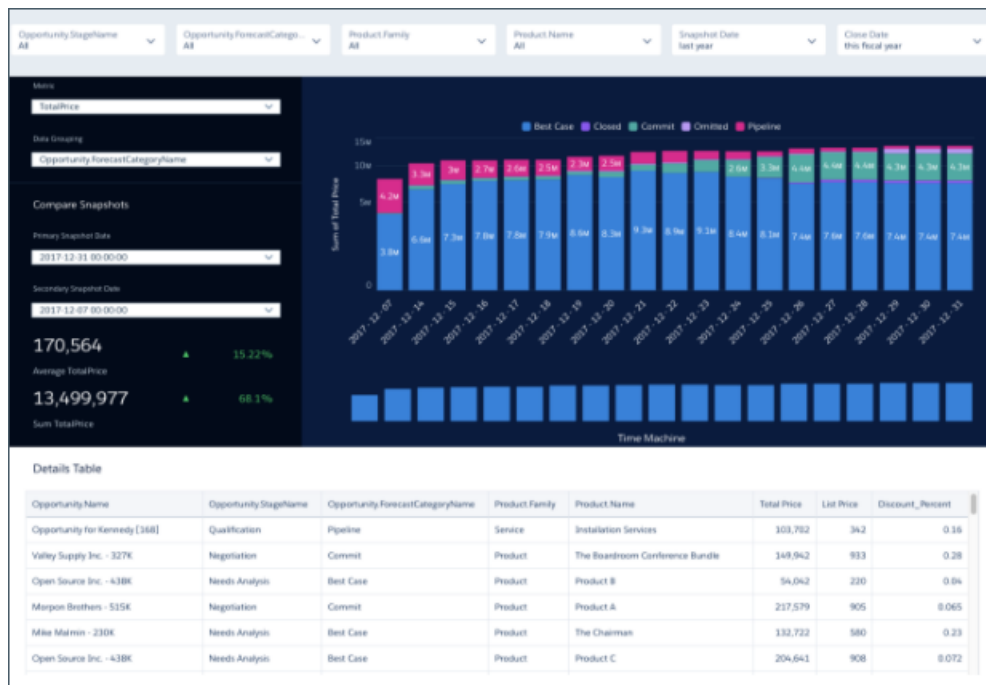 Opportunity.StageName
All
Opportunity.ForecastCatego...
All
Product.Family
All
Product.Name
All
Snapshot Date
last year
Close Date
this fiscal year
Metric
TotalPrice
Data Grouping
Opportunity.ForecastCategoryName
Compare Snapshots
Primary Snapshot Date
2017-12-31 00:00:00
Secondary Snapshot Date
2017-12-07 00:00:00
170,564
15.22%
Average TotalPrice
13,499,977
68.1%
Sum TotalPrice
Best Case Closed Commit Omitted Pipeline
Sum of Total Price
15M
10M
5M
0
4.2M 3.3M 3M 2.7M 2.6M 2.5M 2.3M 2.5M 2.6M 3.3M 4.4M 4.4M 4.4M 4.3M 4.3M 4.3M
3.8M 6.6M 7.3M 7.8M 7.8M 7.9M 8.6M 8.3M 9.3M 8.9M 9.1M 8.4M 8.1M 7.4M 7.6M 7.6M 7.4M 7.4M 7.4M
2017-12-07 2017-12-14 2017-12-15 2017-12-16 2017-12-17 2017-12-18 2017-12-19 2017-12-20 2017-12-21 2017-12-22 2017-12-23 2017-12-24 2017-12-25 2017-12-26 2017-12-27 2017-12-28 2017-12-29 2017-12-30 2017-12-31
Time Machine
Details Table
Opportunity.Name Opportunity.StageName Opportunity.ForecastCategoryName Product.Family Product.Name Total Price List Price Discount_Percent
Opportunity for Kennedy [168] Qualification Pipeline Service Installation Services 103,702 342 0.16
Valley Supply Inc. - 327K Negotiation Commit Product The Boardroom Conference Bundle 149,942 933 0.28
Open Source Inc. - 438K Needs Analysis Best Case Product Product B 54,042 220 0.04
Morpon Brothers - 515K Negotiation Commit Product Product A 217,579 905 0.065
Mike Malmin - 230K Needs Analysis Best Case Product The Chairman 132,722 580 0.23
Open Source Inc. - 438K Needs Analysis Best Case Product Product C 204,641 908 0.072